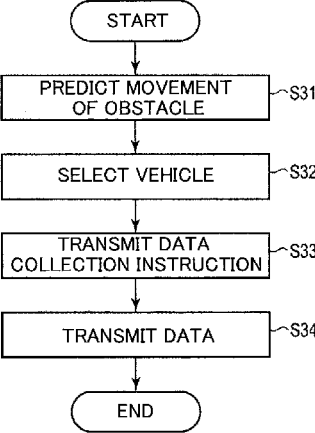 START
PREDICT MOVEMENT
OF OBSTACLE
S31
SELECT VEHICLE
S32
TRANSMIT DATA
COLLECTION INSTRUCTION
S33
TRANSMIT DATA
S34
END